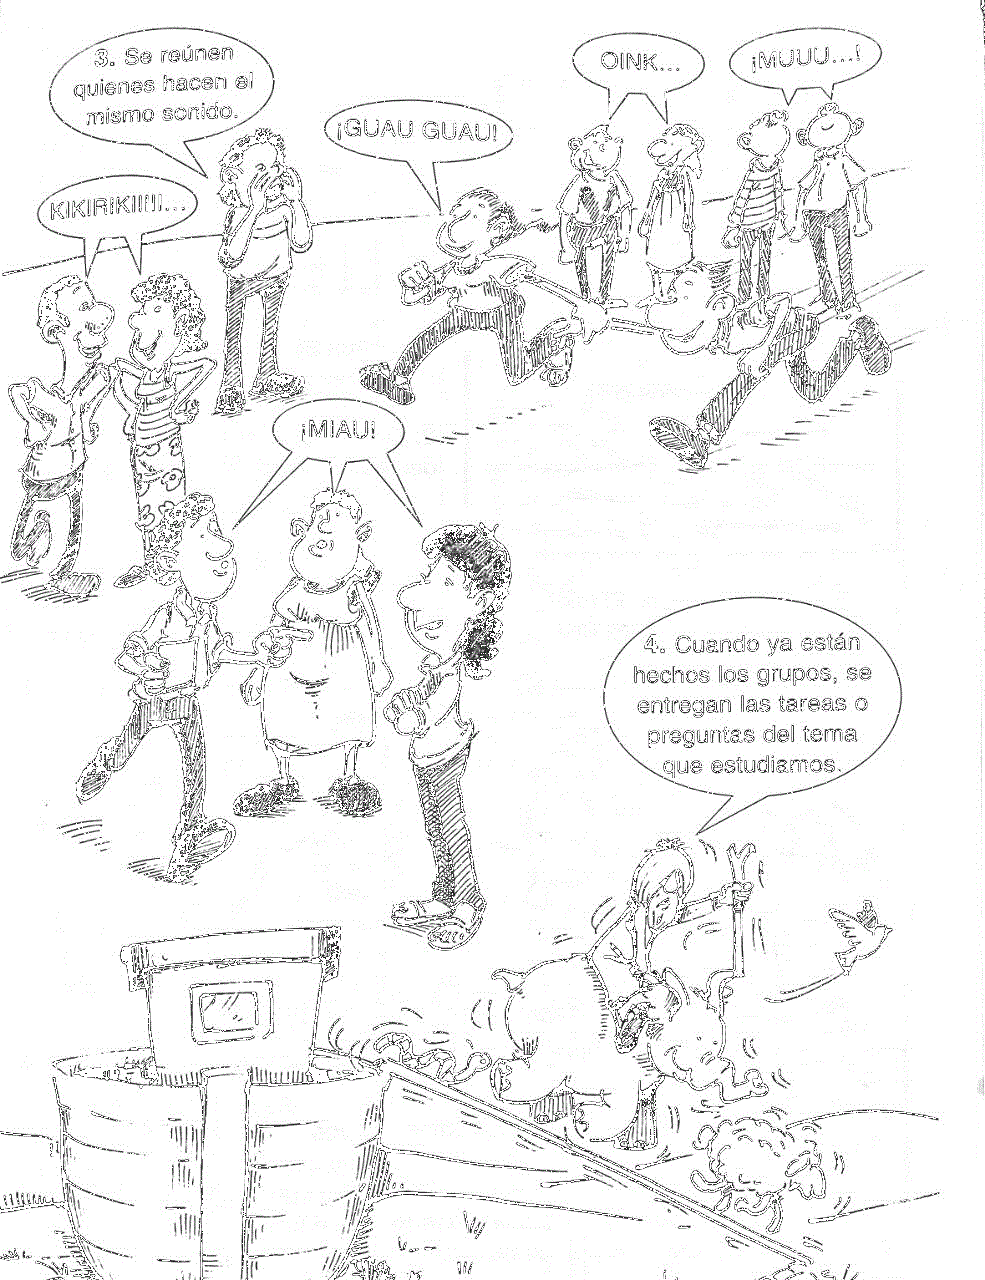 3. Se reúnen
quienes hacen el
mismo sonido.
OINK...
¡MUUU...!
¡GUAU GUAU!
KIKIRIKIIIII...
¡MIAU!
4. Cuando ya están
hechos los grupos, se
entregan las tareas o
preguntas del tema
que estudiamos.